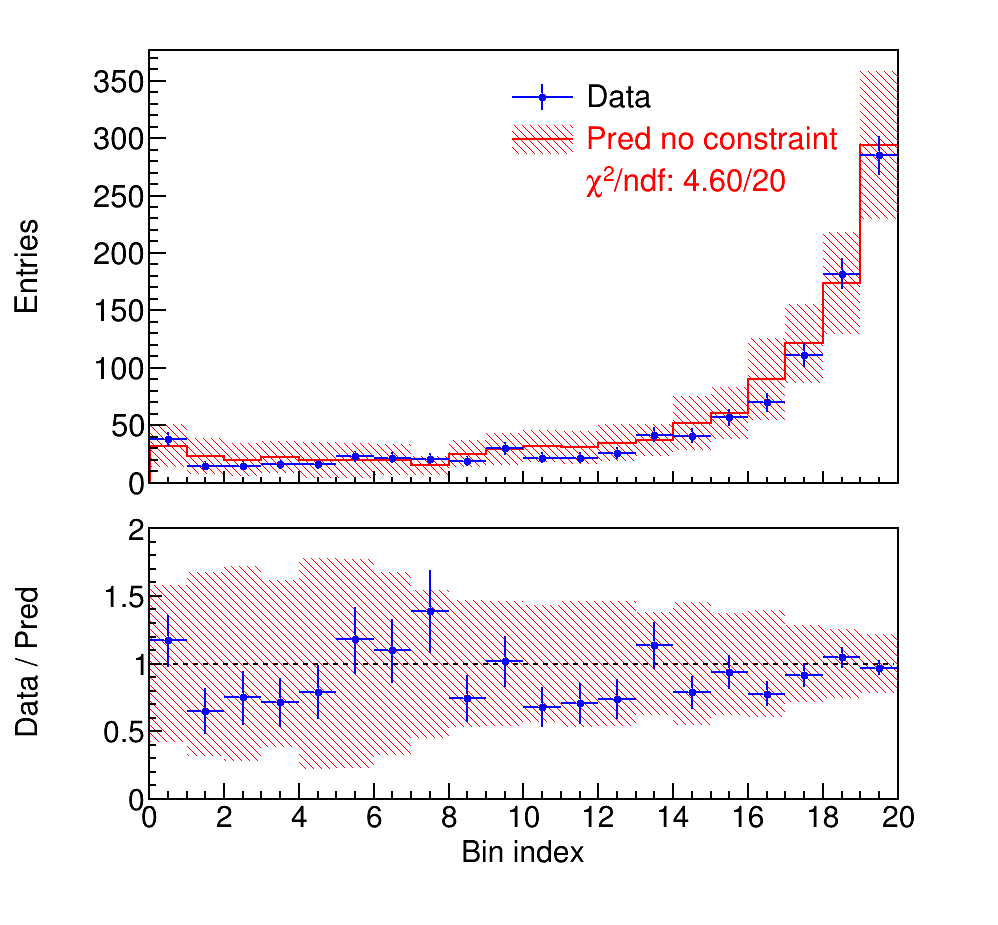 Data
Pred no constraint
χ²/ndf: 4.60/20
Entries
350
300
250
200
150
100
50
0
Data / Pred
2
1.5
1
0.5
0
0 2 4 6 8 10 12 14 16 18 20
Bin index